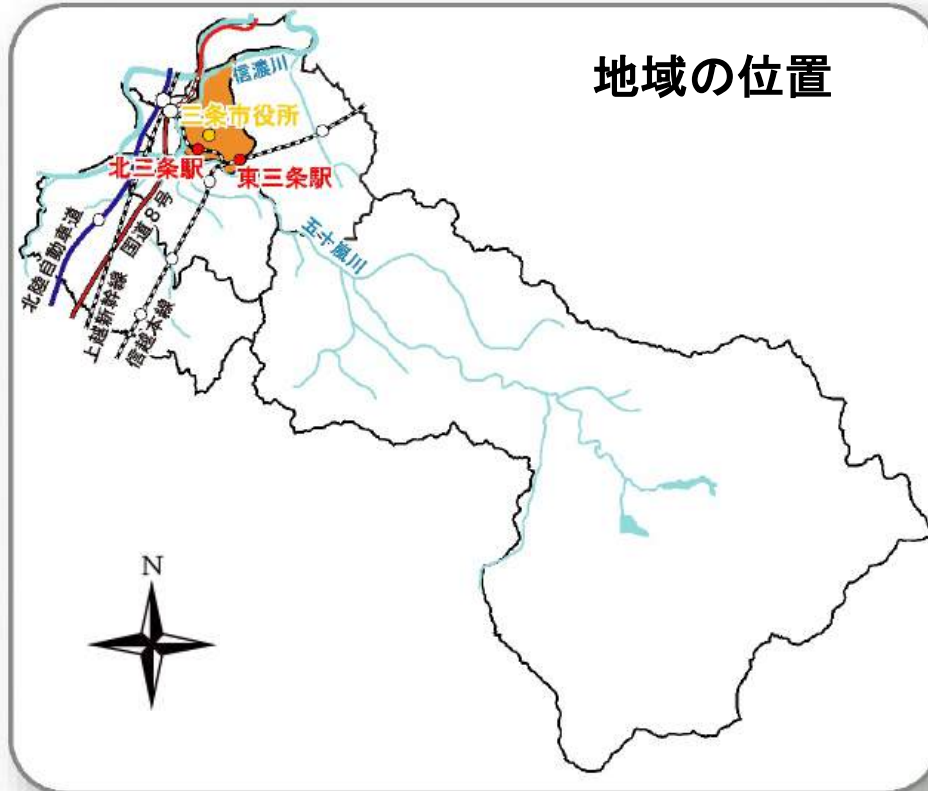 地域の位置
信濃川
三条市役所
北三条駅
東三条駅
五十嵐川
北陸自動車道
国道8号
上越新幹線
信越本線
N